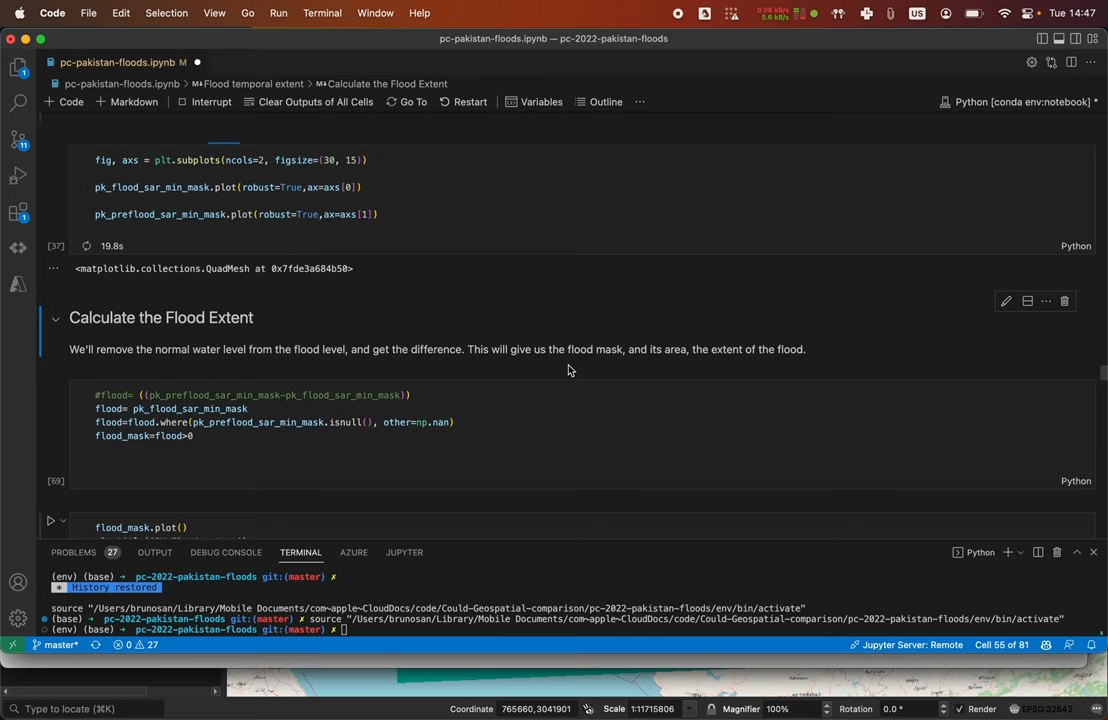 Code File Edit Selection View Go Run Terminal Window Help 0.08 kB/s 5.6 kB/s US Tue 14:47
pc-pakistan-floods.ipynb — pc-2022-pakistan-floods
pc-pakistan-floods.ipynb M
pc-pakistan-floods.ipynb > M↓Flood temporal extent > M↓Calculate the Flood Extent
+ Code + Markdown Interrupt Clear Outputs of All Cells Go To Restart Variables Outline ... Python [conda env:notebook] *
fig, axs = plt.subplots(ncols=2, figsize=(30, 15))
pk_flood_sar_min_mask.plot(robust=True,ax=axs[0])
pk_preflood_sar_min_mask.plot(robust=True,ax=axs[1])
[37] 19.8s Python
... <matplotlib.collections.QuadMesh at 0x7fde3a684b50>
Calculate the Flood Extent
We'll remove the normal water level from the flood level, and get the difference. This will give us the flood mask, and its area, the extent of the flood.
#flood= ((pk_preflood_sar_min_mask-pk_flood_sar_min_mask))
flood= pk_flood_sar_min_mask
flood=flood.where(pk_preflood_sar_min_mask.isnull(), other=np.nan)
flood_mask=flood>0
[69] Python
flood_mask.plot()
PROBLEMS 27 OUTPUT DEBUG CONSOLE TERMINAL AZURE JUPYTER Python
(env) (base) → pc-2022-pakistan-floods git:(master) ✗
* History restored
source "/Users/brunosan/Library/Mobile Documents/com~apple~CloudDocs/code/Could-Geospatial-comparison/pc-2022-pakistan-floods/env/bin/activate"
(base) → pc-2022-pakistan-floods git:(master) ✗ source "/Users/brunosan/Library/Mobile Documents/com~apple~CloudDocs/code/Could-Geospatial-comparison/pc-2022-pakistan-floods/env/bin/activate"
(env) (base) → pc-2022-pakistan-floods git:(master) ✗
master* 0 27 Jupyter Server: Remote Cell 55 of 81
Type to locate (⌘K) Coordinate 765660,3041901 Scale 1:11715806 Magnifier 100% Rotation 0.0 ° Render EPSG:32642